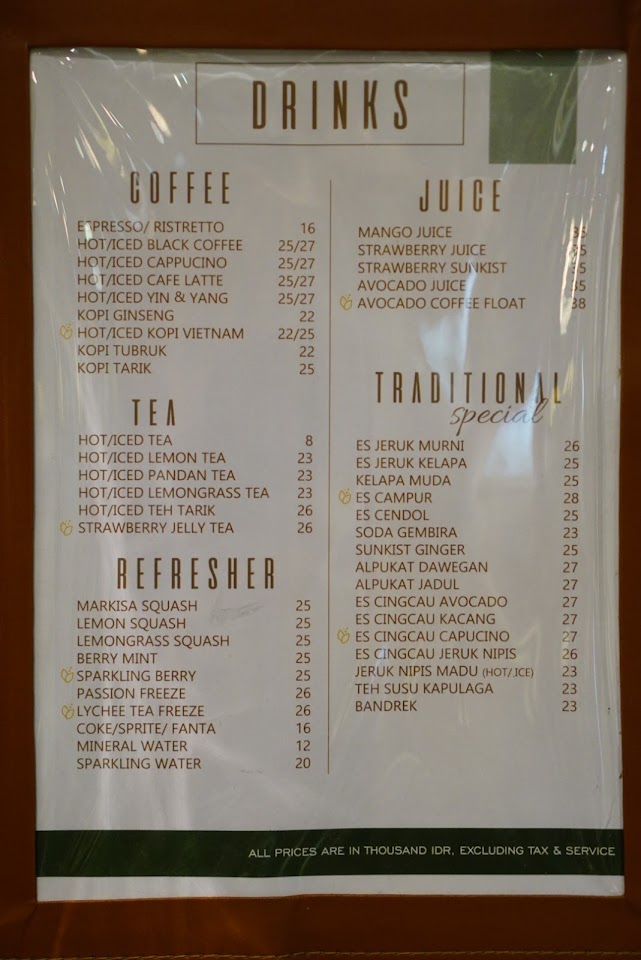 DRINKS
COFFEE
ESPRESSO/ RISTRETTO 16
HOT/ICED BLACK COFFEE 25/27
HOT/ICED CAPPUCINO 25/27
HOT/ICED CAFE LATTE 25/27
HOT/ICED YIN & YANG 25/27
KOPI GINSENG 22
HOT/ICED KOPI VIETNAM 22/25
KOPI TUBRUK 22
KOPI TARIK 25
TEA
HOT/ICED TEA 8
HOT/ICED LEMON TEA 23
HOT/ICED PANDAN TEA 23
HOT/ICED LEMONGRASS TEA 23
HOT/ICED TEH TARIK 26
STRAWBERRY JELLY TEA 26
REFRESHER
MARKISA SQUASH 25
LEMON SQUASH 25
LEMONGRASS SQUASH 25
BERRY MINT 25
SPARKLING BERRY 25
PASSION FREEZE 26
LYCHEE TEA FREEZE 26
COKE/SPRITE/ FANTA 16
MINERAL WATER 12
SPARKLING WATER 20
JUICE
MANGO JUICE 35
STRAWBERRY JUICE 35
STRAWBERRY SUNKIST 35
AVOCADO JUICE 35
AVOCADO COFFEE FLOAT 38
TRADITIONAL
special
ES JERUK MURNI 26
ES JERUK KELAPA 25
KELAPA MUDA 25
ES CAMPUR 28
ES CENDOL 25
SODA GEMBIRA 23
SUNKIST GINGER 25
ALPUKAT DAWEGAN 27
ALPUKAT JADUL 27
ES CINGCAU AVOCADO 27
ES CINGCAU KACANG 27
ES CINGCAU CAPUCINO 27
ES CINGCAU JERUK NIPIS 26
JERUK NIPIS MADU (HOT/.ICE) 23
TEH SUSU KAPULAGA 23
BANDREK 23
ALL PRICES ARE IN THOUSAND IDR, EXCLUDING TAX & SERVICE